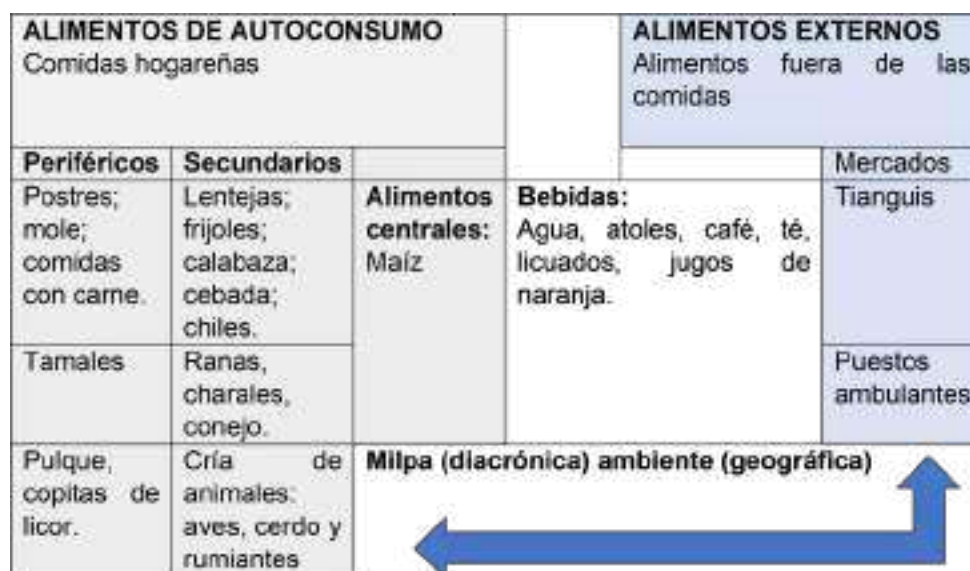 ALIMENTOS DE AUTOCONSUMO
Comidas hogareñas
ALIMENTOS EXTERNOS
Alimentos fuera de las
comidas
Periféricos
Secundarios
Mercados
Postres;
mole;
comidas
con carne.
Lentejas;
frijoles;
calabaza;
cebada;
chiles.
Alimentos
centrales:
Maíz
Bebidas:
Agua, atoles, café, té,
licuados, jugos de
naranja.
Tianguis
Tamales
Ranas,
charales,
conejo.
Puestos
ambulantes
Pulque,
copitas de
licor.
Cría de
animales:
aves, cerdo y
rumiantes
Milpa (diacrónica) ambiente (geográfica)